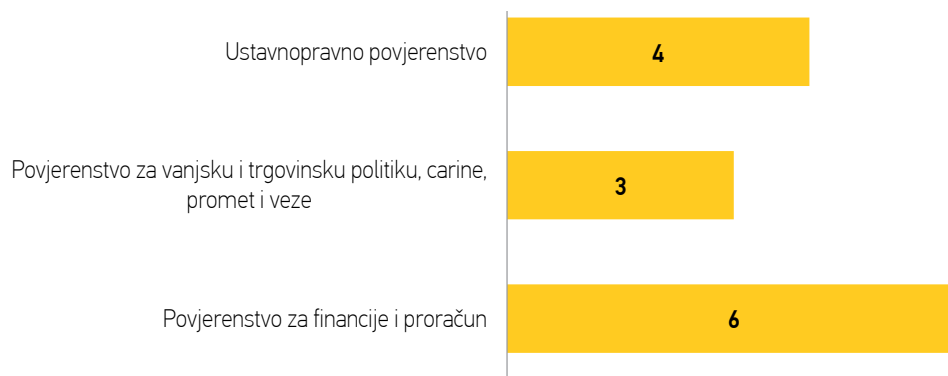 Ustavnopravno povjerenstvo
4
Povjerenstvo za vanjsku i trgovinsku politiku, carine,
promet i veze
3
Povjerenstvo za financije i proračun
6